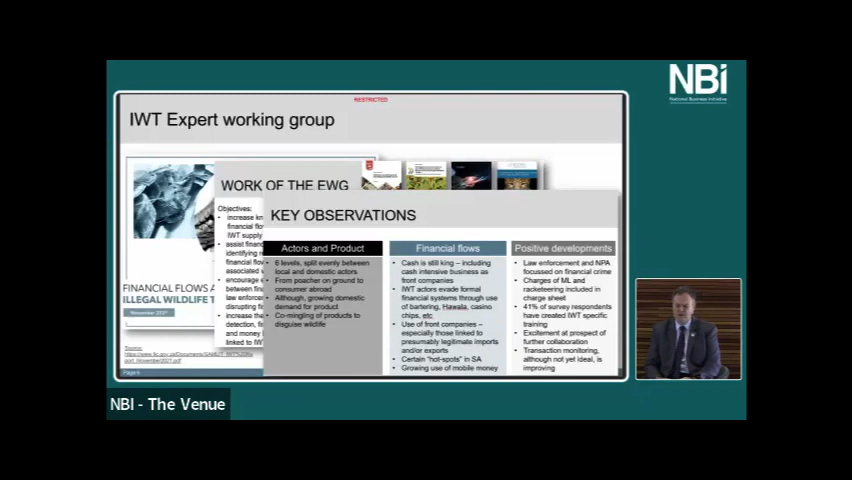 NBi
National Business Initiative
RESTRICTED
IWT Expert working group
WORK OF THE EWG
Objectives:
KEY OBSERVATIONS
FINANCIAL FLOWS A
ILLEGAL WILDLIFE T
November 2021
Source:
Page 6
Actors and Product
• 6 levels, split evenly between
local and domestic actors
• From poacher on ground to
consumer abroad
• Although, growing domestic
demand for product
• Co-mingling of products to
disguise wildlife
Financial flows
• Cash is still king – including
cash intensive business as
front companies
• IWT actors evade formal
financial systems through use
of bartering, Hawala, casino
chips, etc
• Use of front companies –
especially those linked to
presumably legitimate imports
and/or exports
• Certain "hot-spots" in SA
• Growing use of mobile money
Positive developments
• Law enforcement and NPA
focussed on financial crime
• Charges of ML and
racketeering included in
charge sheet
• 41% of survey respondents
have created IWT specific
training
• Excitement at prospect of
further collaboration
• Transaction monitoring,
although not yet ideal, is
improving
NBI - The Venue